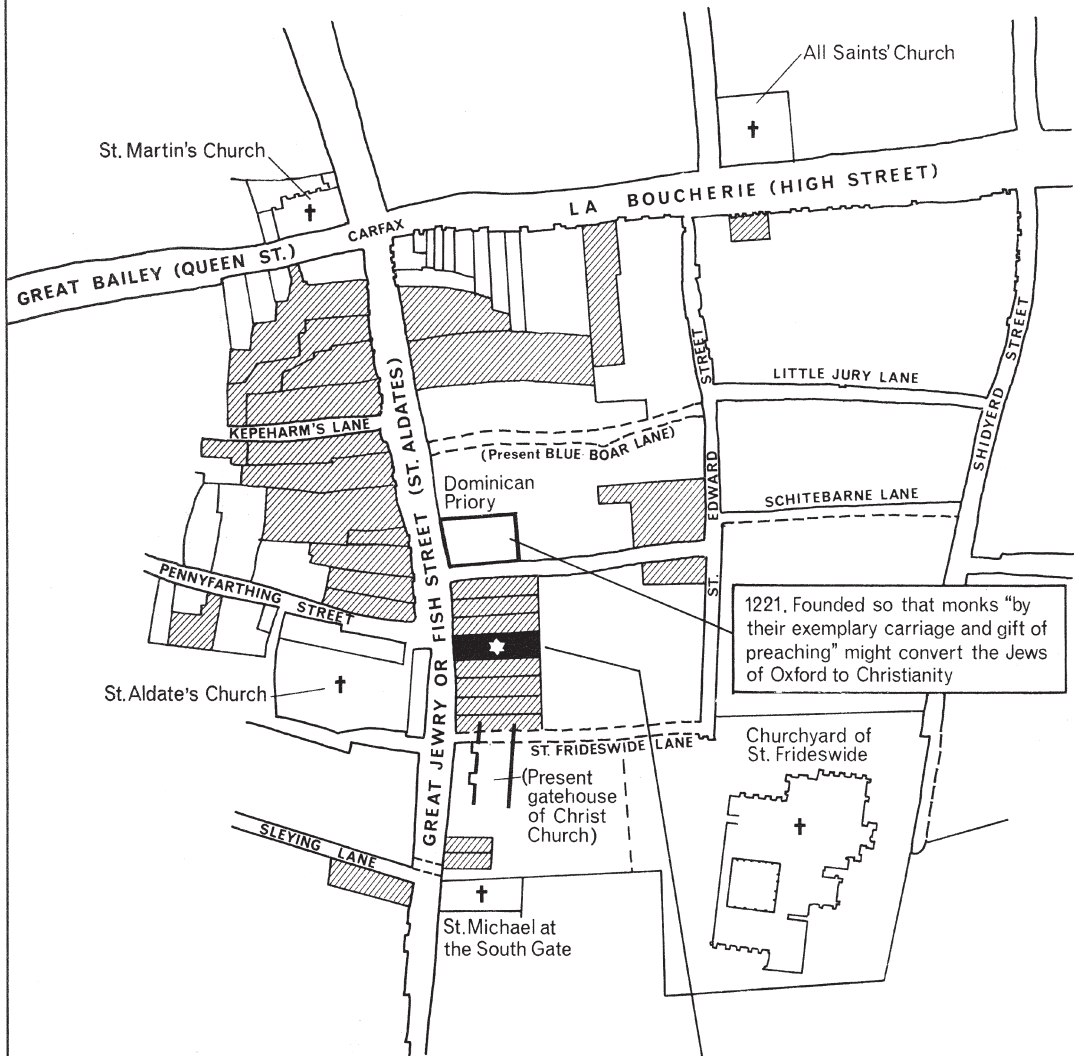 All Saints' Church
St. Martin's Church
LA BOUCHERIE (HIGH STREET)
CARFAX
GREAT BAILEY (QUEEN ST.)
GREAT JEWRY OR FISH STREET (ST. ALDATES)
ST. EDWARD STREET
SHIDYERD STREET
LITTLE JURY LANE
KEPEHARM'S LANE
(Present BLUE BOAR LANE)
Dominican
Priory
SCHITEBARNE LANE
PENNYFARTHING STREET
1221. Founded so that monks "by
their exemplary carriage and gift of
preaching" might convert the Jews
of Oxford to Christianity
St. Aldate's Church
ST. FRIDESWIDE LANE
Churchyard of
St. Frideswide
(Present
gatehouse
of Christ
Church)
SLEYING LANE
St. Michael at
the South Gate